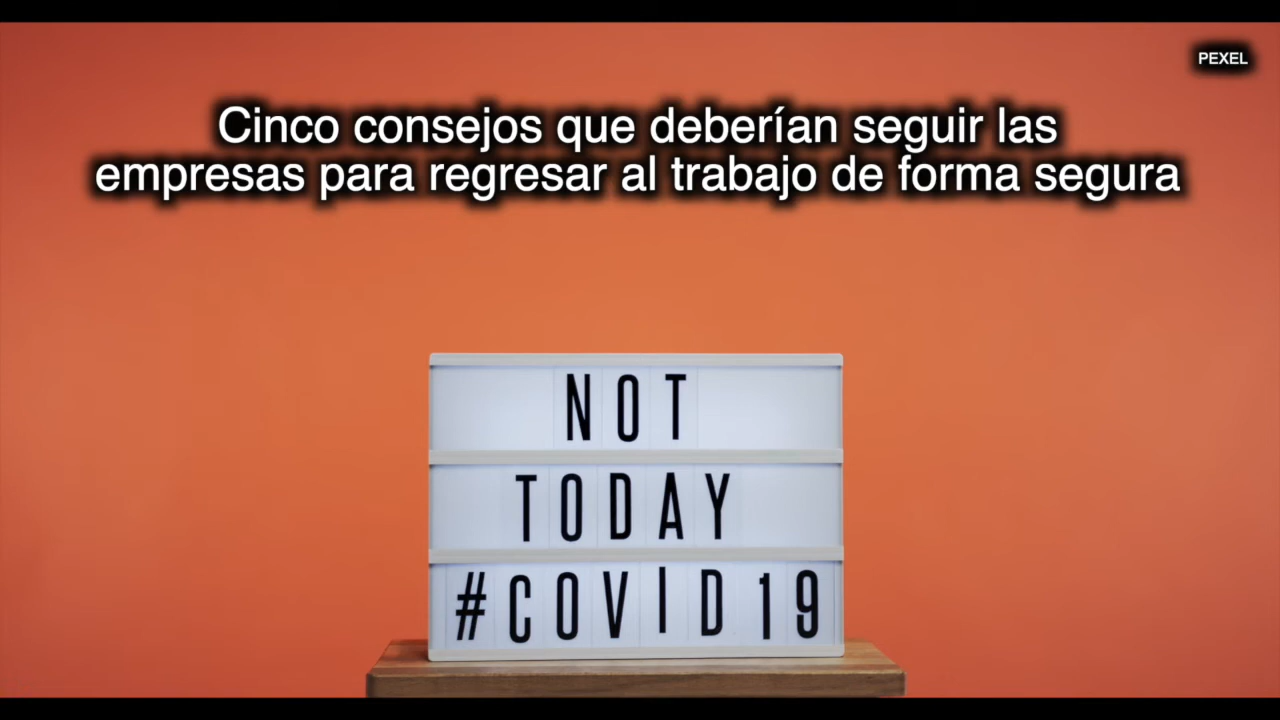 PEXEL
Cinco consejos que deberían seguir las
empresas para regresar al trabajo de forma segura
NOT
TODAY
#COVID19